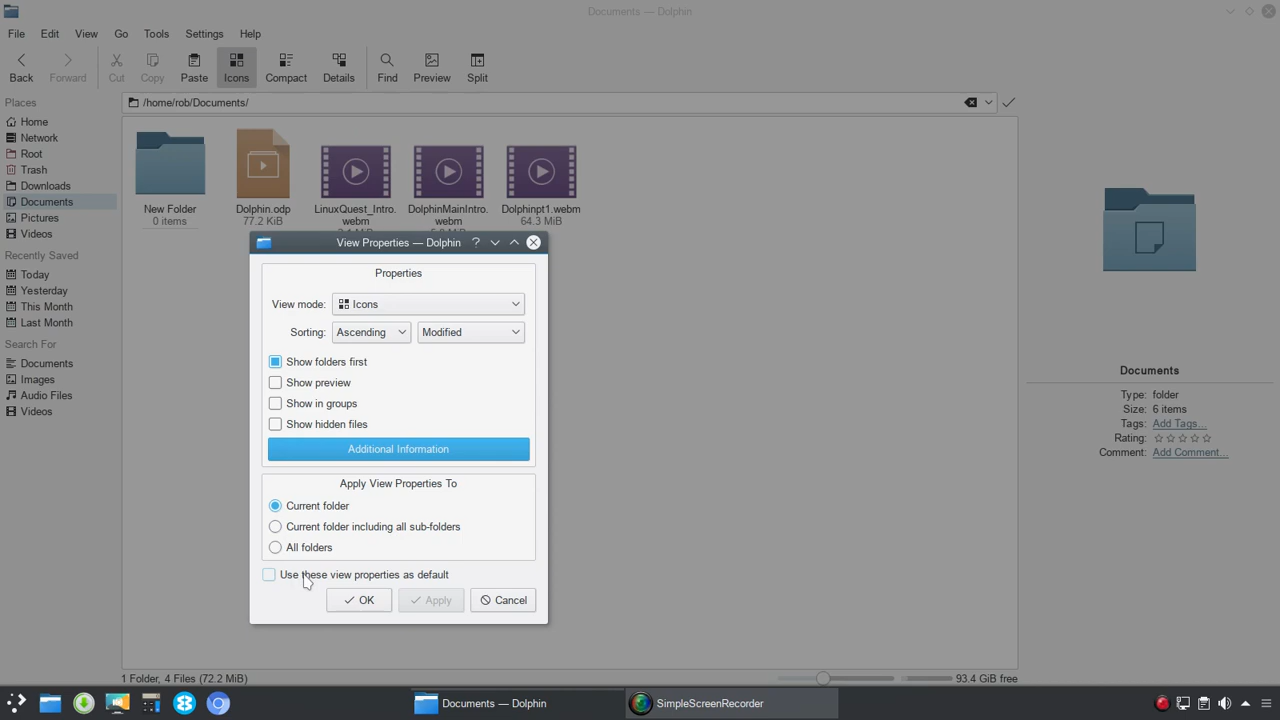 Documents — Dolphin
File Edit View Go Tools Settings Help
Back Forward Cut Copy Paste Icons Compact Details Find Preview Split
Places
/home/rob/Documents/
Home
Network
Root
Trash
Downloads
Documents
Pictures
Videos
Recently Saved
Today
Yesterday
This Month
Last Month
Search For
Documents
Images
Audio Files
Videos
New Folder
0 items
Dolphin.odp
77.2 KiB
LinuxQuest_Intro.
webm
DolphinMainIntro.
webm
Dolphinpt1.webm
64.3 MiB
View Properties — Dolphin
Properties
View mode: Icons
Sorting: Ascending Modified
Show folders first
Show preview
Show in groups
Show hidden files
Additional Information
Apply View Properties To
Current folder
Current folder including all sub-folders
All folders
Use these view properties as default
OK Apply Cancel
Documents
Type: folder
Size: 6 items
Tags: Add Tags...
Rating:
Comment: Add Comment...
1 Folder, 4 Files (72.2 MiB)
93.4 GiB free
Documents — Dolphin
SimpleScreenRecorder